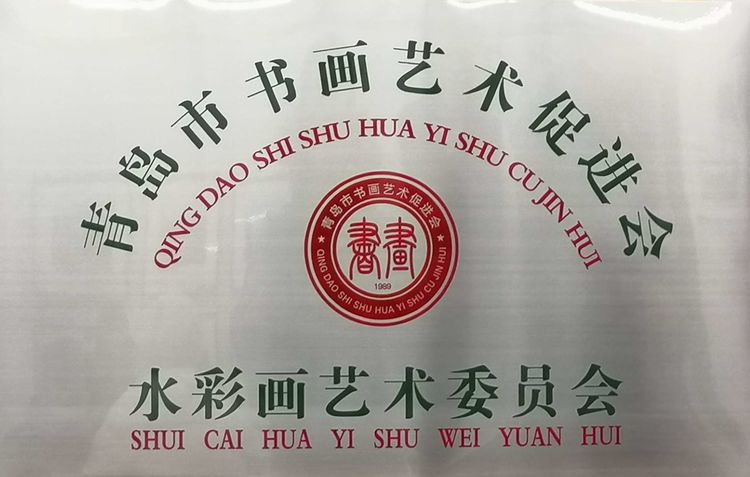 青岛市书画艺术促进会
QING DAO SHI SHU HUA YI SHU CU JIN HUI
青岛市书画艺术促进会
書畫
1989
QING DAO SHI SHU HUA YI SHU CU JIN HUI
水彩画艺术委员会
SHUI CAI HUA YI SHU WEI YUAN HUI